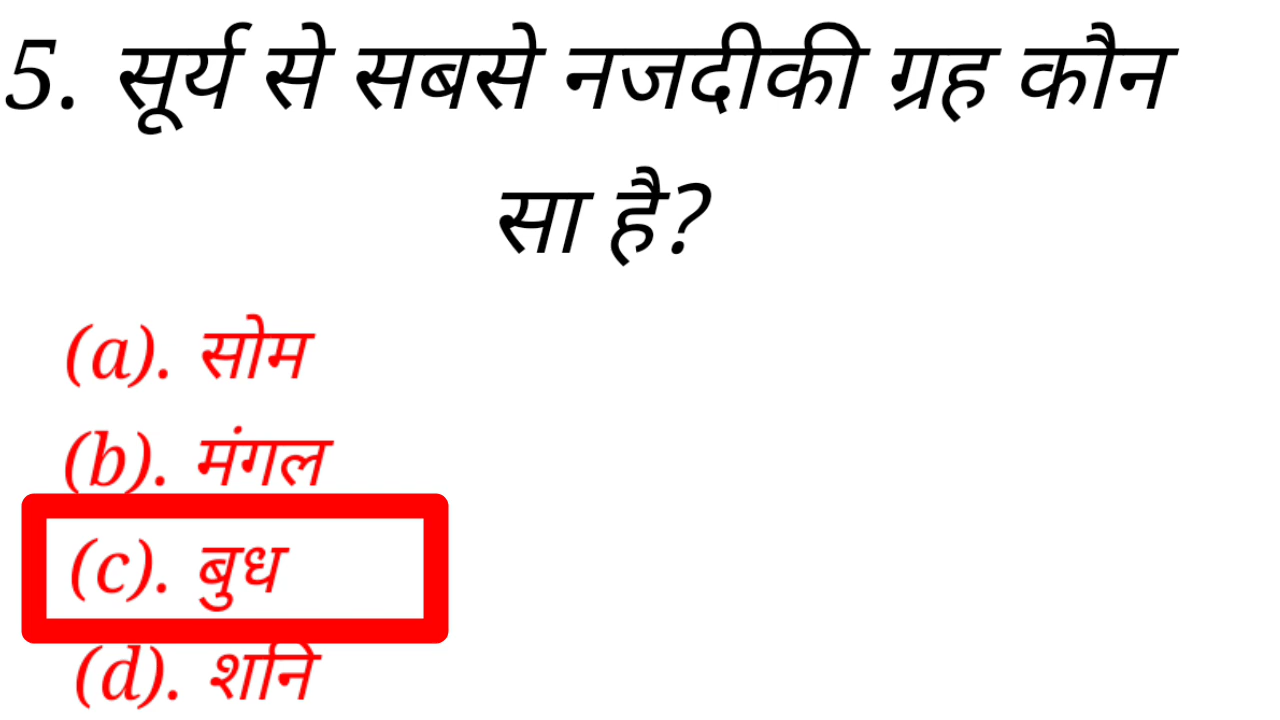 5. सूर्य से सबसे नजदीकी ग्रह कौन
सा है?
(a). सोम
(b). मंगल
(c). बुध
(d). शनि